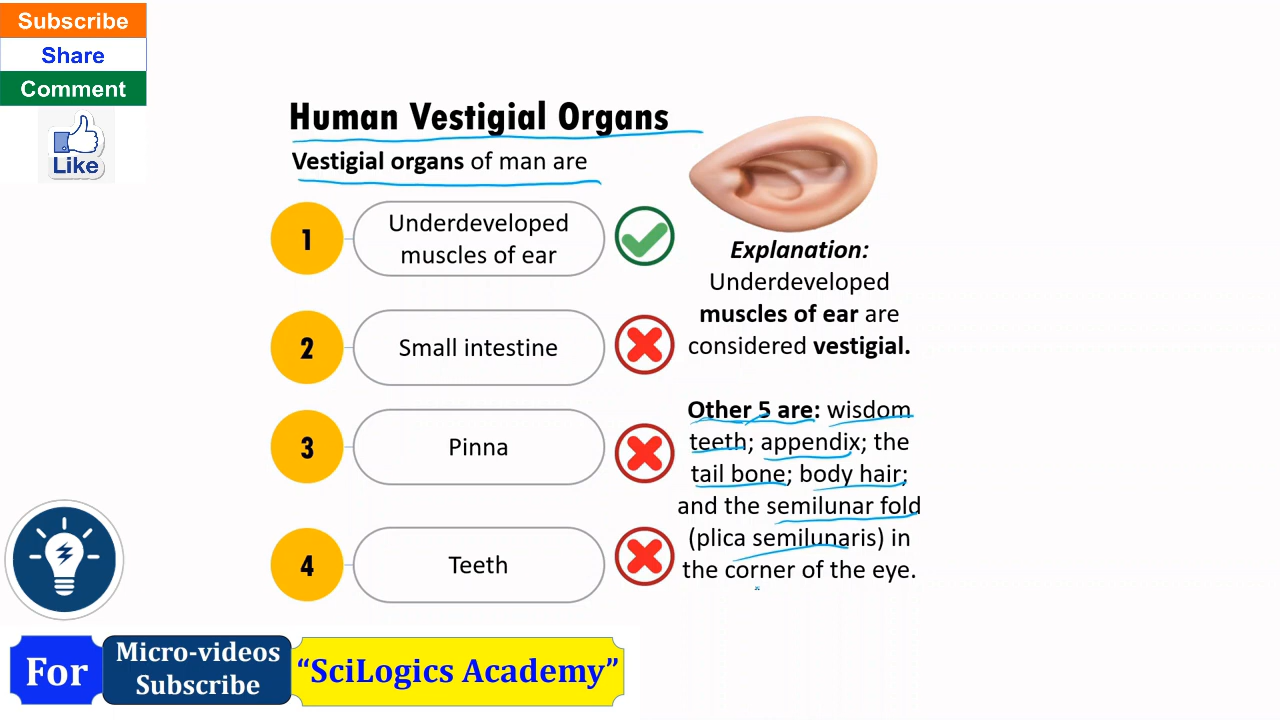 Subscribe
Share
Comment
Like
Human Vestigial Organs
Vestigial organs of man are
1
Underdeveloped
muscles of ear
2
Small intestine
3
Pinna
4
Teeth
Explanation:
Underdeveloped
muscles of ear are
considered vestigial.
Other 5 are: wisdom
teeth; appendix; the
tail bone; body hair;
and the semilunar fold
(plica semilunaris) in
the corner of the eye.
For
Micro-videos
Subscribe
“SciLogics Academy”